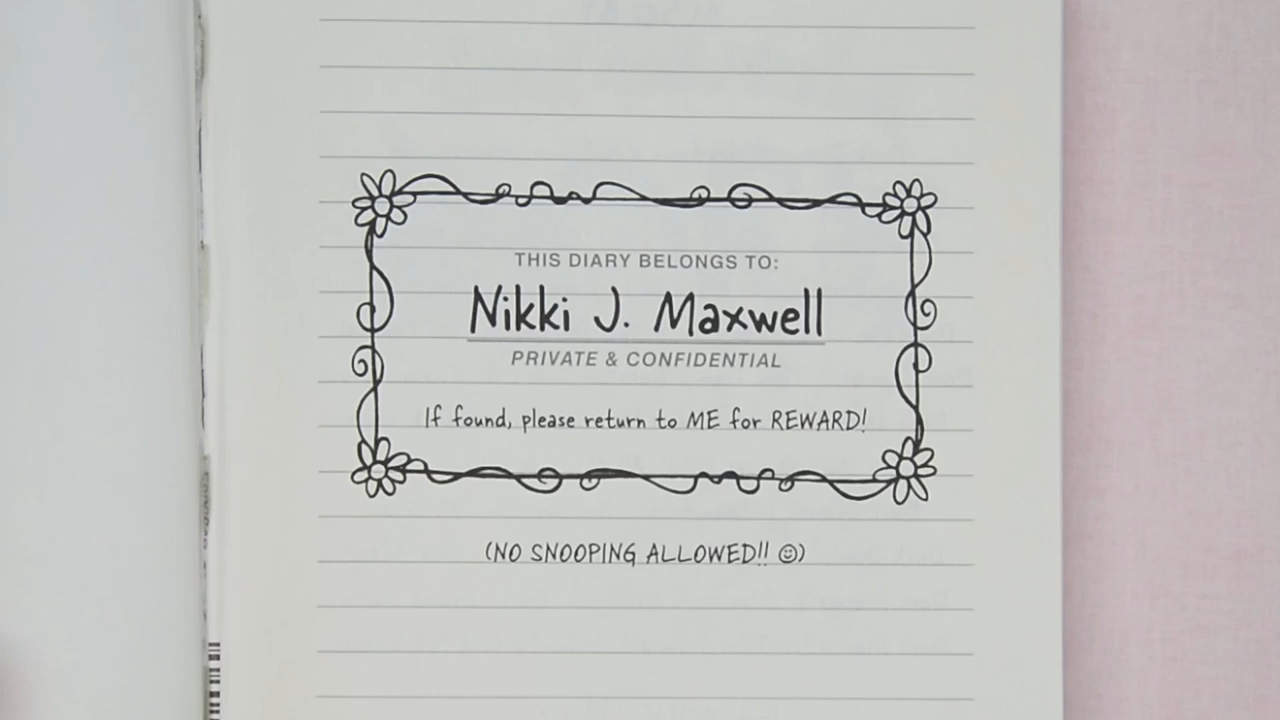 THIS DIARY BELONGS TO:
Nikki J. Maxwell
PRIVATE & CONFIDENTIAL
If found, please return to ME for REWARD!
(NO SNOOPING ALLOWED!! ☺)